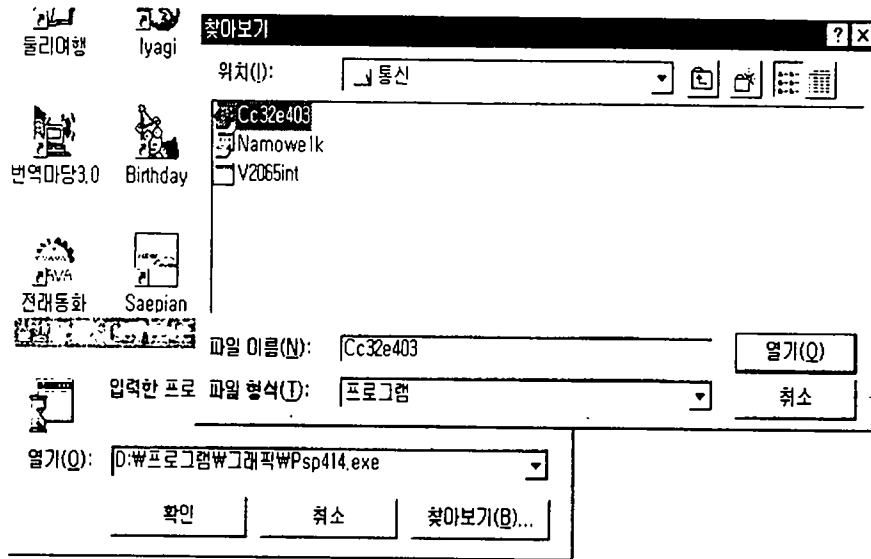 둘리여행
Iyagi
번역마당3,0
Birthday
전래동화
Saepian
찾아보기
위치(I):
통신
Cc32e403
Namowelk
V2065int
파일 이름(N):
Cc32e403
열기(O)
파일 형식(T):
프로그램
취소
입력한 프로
열기(O):
D:₩프로그램₩그래픽₩Psp414.exe
확인
취소
찾아보기(B)...